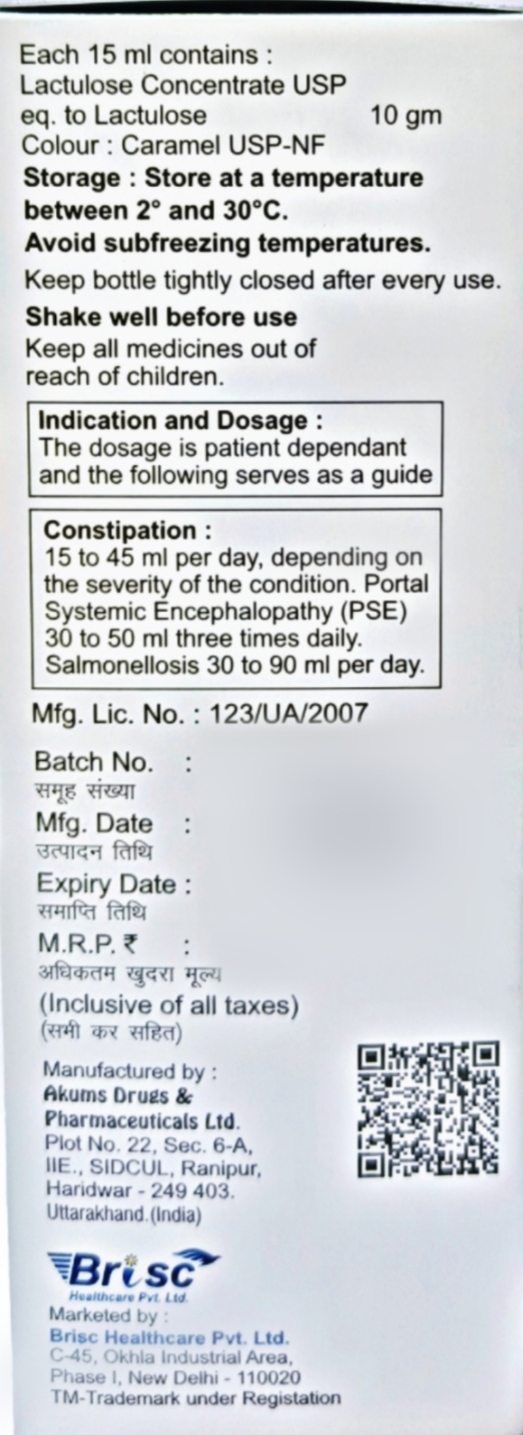 Each 15 ml contains :
Lactulose Concentrate USP
eq. to Lactulose 10 gm
Colour : Caramel USP-NF
Storage : Store at a temperature
between 2° and 30°C.
Avoid subfreezing temperatures.
Keep bottle tightly closed after every use.
Shake well before use
Keep all medicines out of
reach of children.
Indication and Dosage :
The dosage is patient dependant
and the following serves as a guide
Constipation :
15 to 45 ml per day, depending on
the severity of the condition. Portal
Systemic Encephalopathy (PSE)
30 to 50 ml three times daily.
Salmonellosis 30 to 90 ml per day.
Mfg. Lic. No. : 123/UA/2007
Batch No. :
समूह संख्या
Mfg. Date :
उत्पादन तिथि
Expiry Date :
समाप्ति तिथि
M.R.P. ₹ :
अधिकतम खुदरा मूल्य
(Inclusive of all taxes)
(सभी कर सहित)
Manufactured by :
Akums Drugs &
Pharmaceuticals Ltd.
Plot No. 22, Sec. 6-A,
IIE., SIDCUL, Ranipur,
Haridwar - 249 403.
Uttarakhand.(India)
Brisc
Healthcare Pvt. Ltd.
Marketed by :
Brisc Healthcare Pvt. Ltd.
C-45, Okhla Industrial Area,
Phase I, New Delhi - 110020
TM-Trademark under Registation